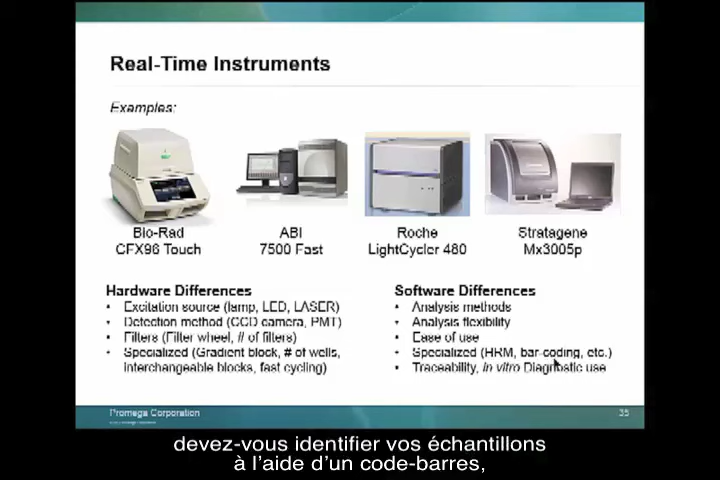 Real-Time Instruments
Examples:
Bio-Rad
CFX96 Touch
ABI
7500 Fast
Roche
LightCycler 480
Stratagene
Mx3005p
Hardware Differences
• Excitation source (lamp, LED, LASER)
• Detection method (CCD camera, PMT)
• Filters (Filter wheel, # of filters)
• Specialized (Gradient block, # of wells,
interchangeable blocks, fast cycling)
Software Differences
• Analysis methods
• Analysis flexibility
• Ease of use
• Specialized (HRM, bar-coding, etc.)
• Traceability, in vitro Diagnostic use
Promega Corporation
35
devez-vous identifier vos échantillons
à l’aide d’un code-barres,